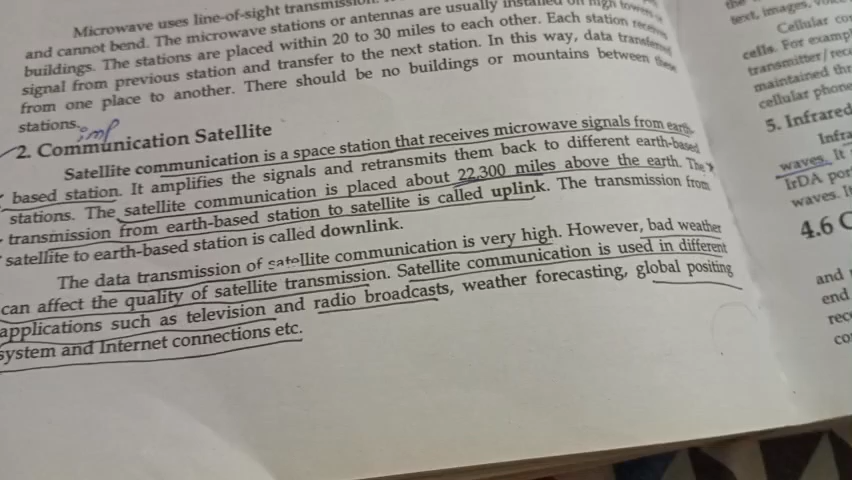 Microwave uses line-of-sight transmission.
and cannot bend. The microwave stations or antennas are usually installed on high towers or
buildings. The stations are placed within 20 to 30 miles to each other. Each station receives
signal from previous station and transfer to the next station. In this way, data transferred
from one place to another. There should be no buildings or mountains between these
stations.
imp
2. Communication Satellite
Satellite communication is a space station that receives microwave signals from earth-
based station. It amplifies the signals and retransmits them back to different earth-based
stations. The satellite communication is placed about 22,300 miles above the earth. The
transmission from earth-based station to satellite is called uplink. The transmission from
satellite to earth-based station is called downlink.
The data transmission of satellite communication is very high. However, bad weather
can affect the quality of satellite transmission. Satellite communication is used in different
applications such as television and radio broadcasts, weather forecasting, global positing
system and Internet connections etc.
the
text, images,
Cellular
cells. For
transmitter/
maintained
cellular phone
5. Infrared
waves. It
IrDA
waves.
4.6
and
end